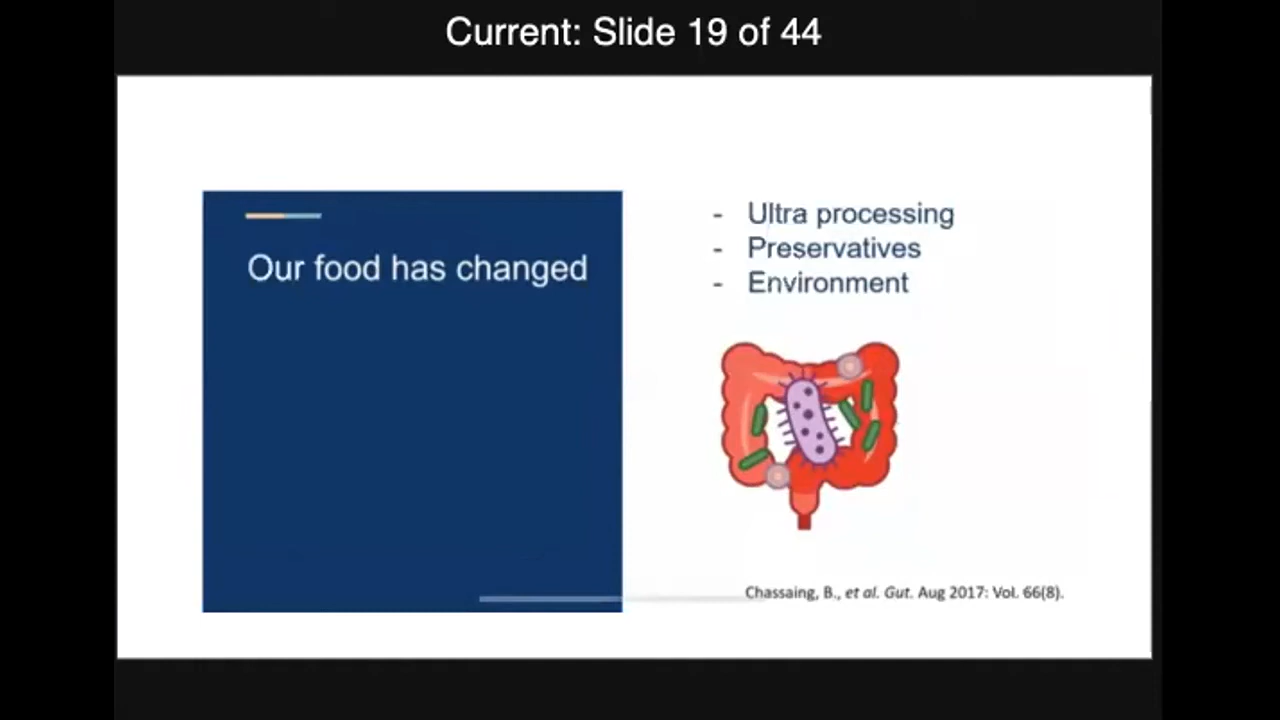 Current: Slide 19 of 44
Our food has changed
- Ultra processing
- Preservatives
- Environment
Chassaing, B., et al. Gut. Aug 2017: Vol. 66(8).